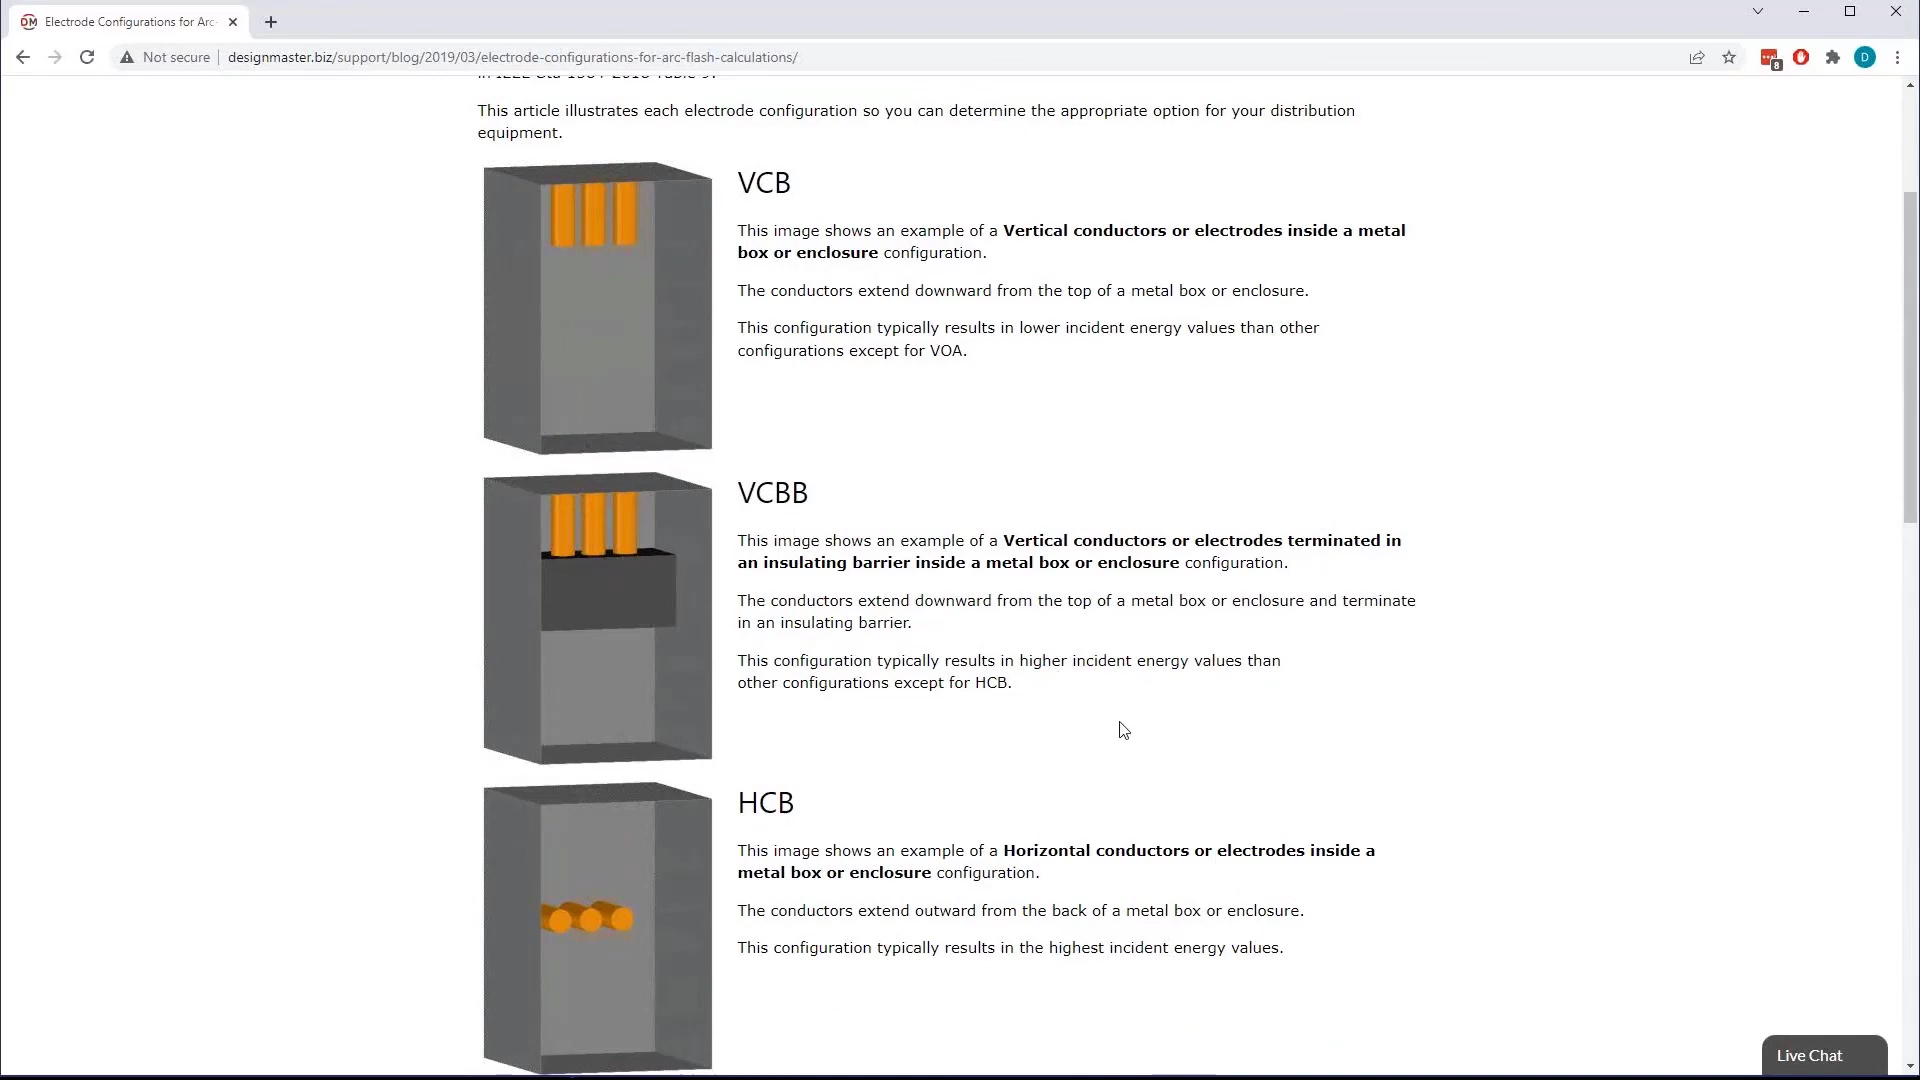 DM
Electrode Configurations for Arc
Not secure
designmaster.biz/support/blog/2019/03/electrode-configurations-for-arc-flash-calculations/
8
D
This article illustrates each electrode configuration so you can determine the appropriate option for your distribution
equipment.
VCB
This image shows an example of a Vertical conductors or electrodes inside a metal
box or enclosure configuration.
The conductors extend downward from the top of a metal box or enclosure.
This configuration typically results in lower incident energy values than other
configurations except for VOA.
VCBB
This image shows an example of a Vertical conductors or electrodes terminated in
an insulating barrier inside a metal box or enclosure configuration.
The conductors extend downward from the top of a metal box or enclosure and terminate
in an insulating barrier.
This configuration typically results in higher incident energy values than
other configurations except for HCB.
HCB
This image shows an example of a Horizontal conductors or electrodes inside a
metal box or enclosure configuration.
The conductors extend outward from the back of a metal box or enclosure.
This configuration typically results in the highest incident energy values.
Live Chat